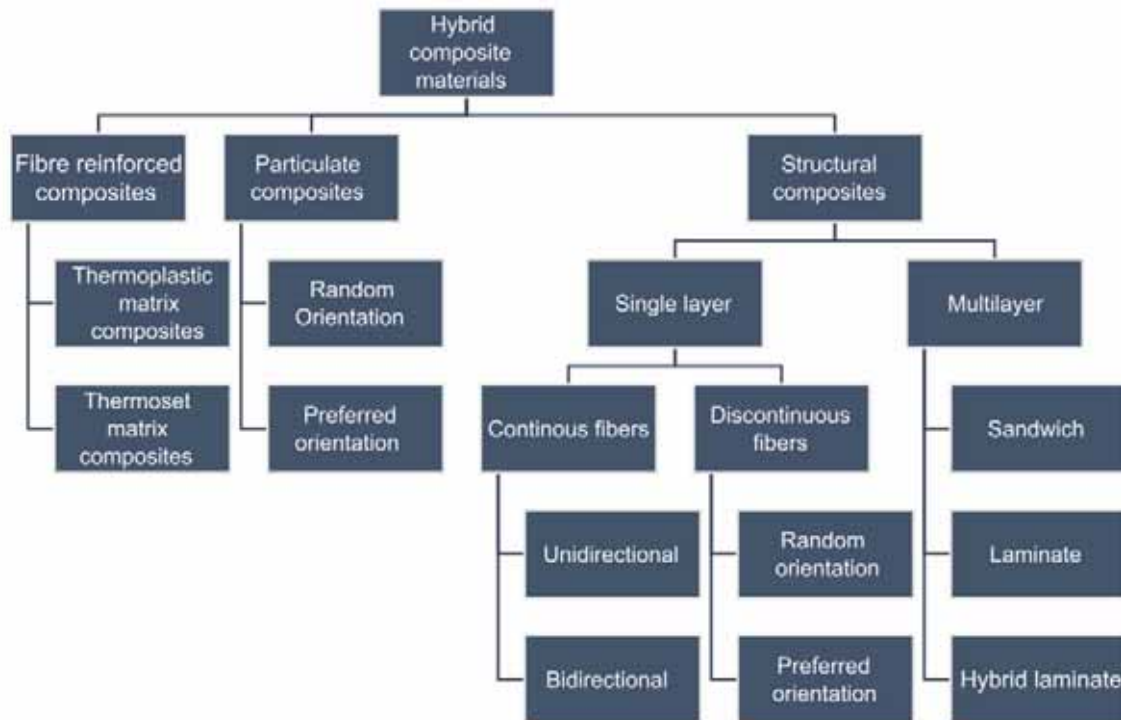 Hybrid
composite
materials
Fibre reinforced
composites
Particulate
composites
Structural
composites
Thermoplastic
matrix
composites
Random
Orientation
Single layer
Multilayer
Thermoset
matrix
composites
Preferred
orientation
Continous fibers
Discontinuous
fibers
Sandwich
Unidirectional
Random
orientation
Laminate
Bidirectional
Preferred
orientation
Hybrid laminate